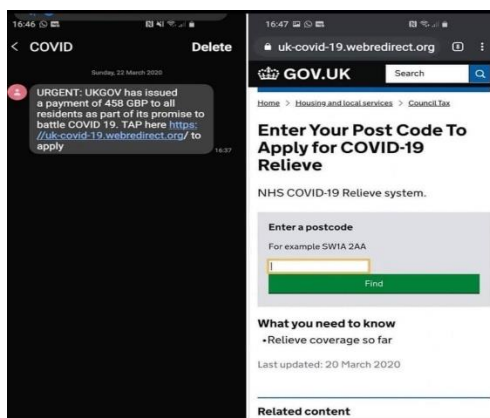 16:46
COVID Delete
Sunday, 22 March 2020
URGENT: UKGOV has issued
a payment of 458 GBP to all
residents as part of its promise to
battle COVID 19. TAP here https:
//uk-covid-19.webredirect.org/ to
apply
16:37
16:47
uk-covid-19.webredirect.org
GOV.UK Search
Home > Housing and local services > Council Tax
Enter Your Post Code To
Apply for COVID-19
Relieve
NHS COVID-19 Relieve system.
Enter a postcode
For example SW1A 2AA
Find
What you need to know
•Relieve coverage so far
Last updated: 20 March 2020
Related content